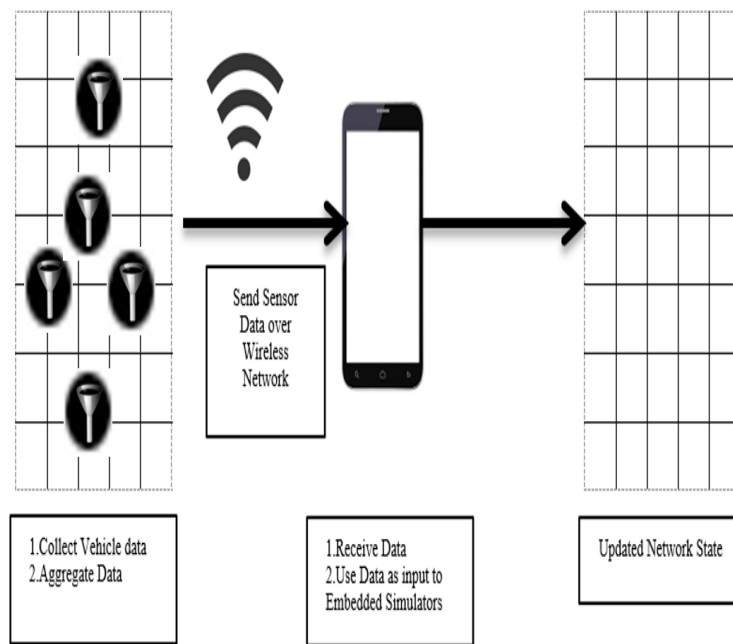 Send Sensor
Data over
Wireless
Network
1.Collect Vehicle data
2.Aggregate Data
1.Receive Data
2.Use Data as input to
Embedded Simulators
Updated Network State